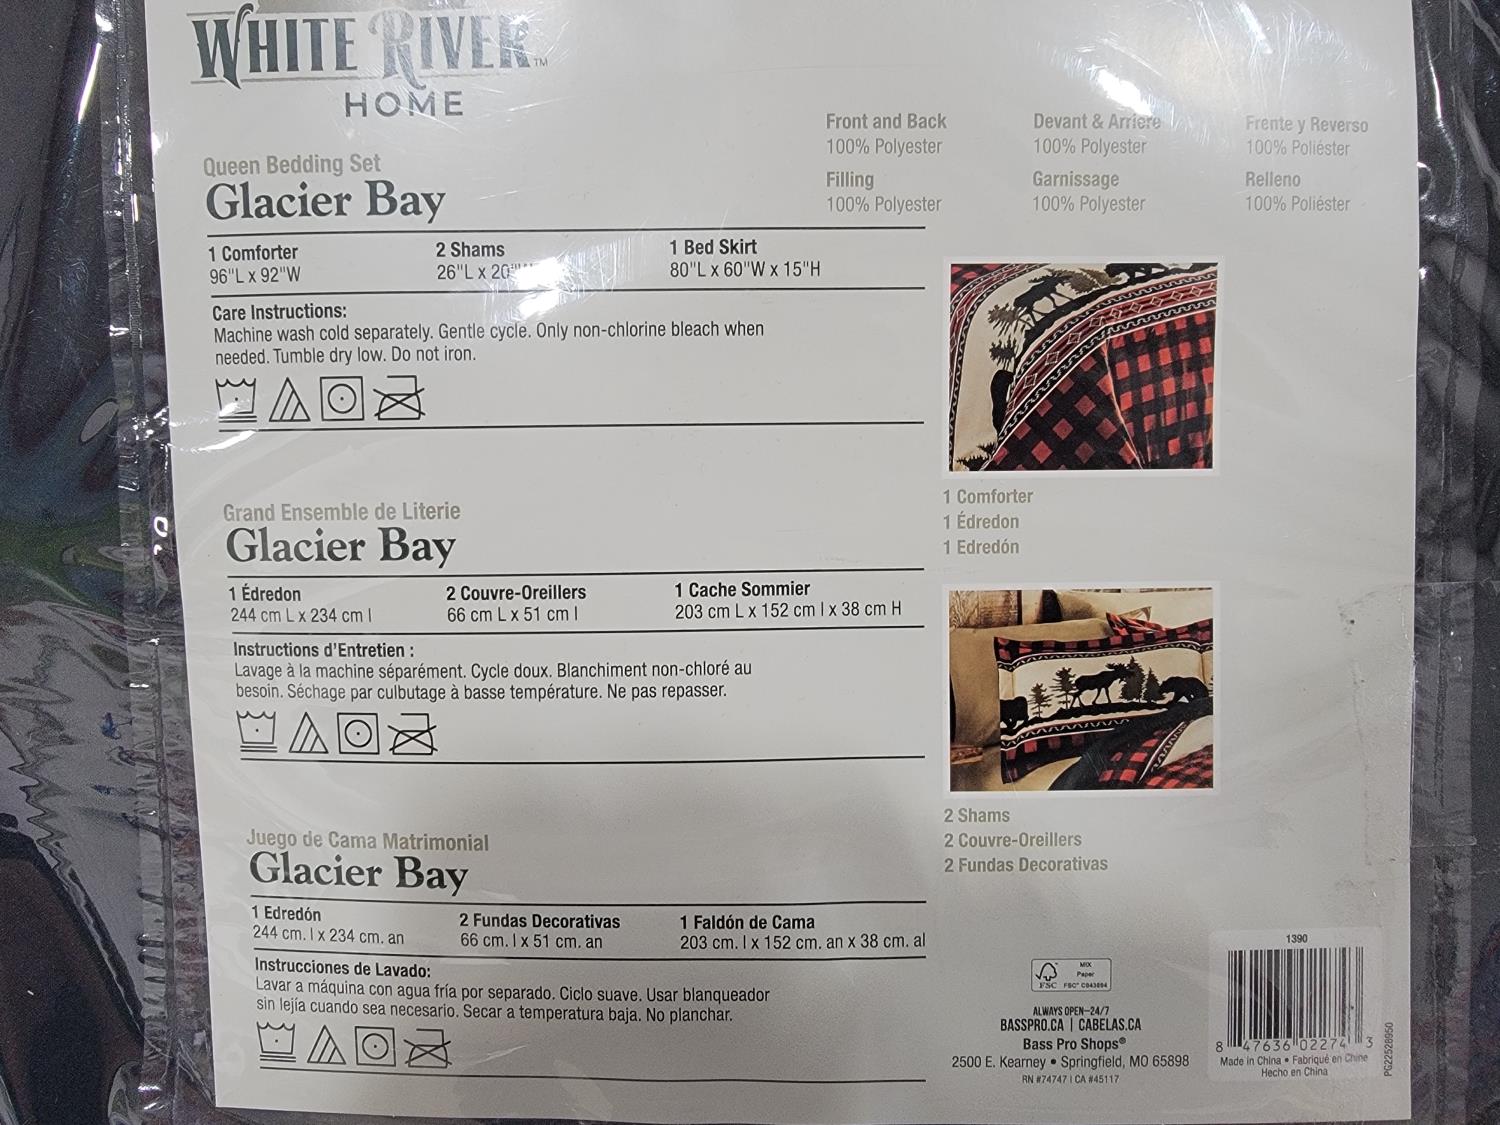 WHITE RIVER™
HOME
Queen Bedding Set
Glacier Bay
1 Comforter
96"L x 92"W
2 Shams
26"L x 20"
1 Bed Skirt
80"L x 60"W x 15"H
Care Instructions:
Machine wash cold separately. Gentle cycle. Only non-chlorine bleach when
needed. Tumble dry low. Do not iron.
Front and Back
100% Polyester
Filling
100% Polyester
Devant & Arriere
100% Polyester
Garnissage
100% Polyester
Frente y Reverso
100% Poliéster
Relleno
100% Poliéster
1 Comforter
1 Édredon
1 Edredón
Grand Ensemble de Literie
Glacier Bay
1 Édredon
244 cm L x 234 cm l
2 Couvre-Oreillers
66 cm L x 51 cm l
1 Cache Sommier
203 cm L x 152 cm l x 38 cm H
Instructions d'Entretien :
Lavage à la machine séparément. Cycle doux. Blanchiment non-chloré au
besoin. Séchage par culbutage à basse température. Ne pas repasser.
2 Shams
2 Couvre-Oreillers
2 Fundas Decorativas
Juego de Cama Matrimonial
Glacier Bay
1 Edredón
244 cm. l x 234 cm. an
2 Fundas Decorativas
66 cm. l x 51 cm. an
1 Faldón de Cama
203 cm. l x 152 cm. an x 38 cm. al
Instrucciones de Lavado:
Lavar a máquina con agua fría por separado. Ciclo suave. Usar blanqueador
sin lejía cuando sea necesario. Secar a temperatura baja. No planchar.
FSC
MIX
Paper
FSC® C043694
ALWAYS OPEN–24/7
BASSPRO.CA | CABELAS.CA
Bass Pro Shops®
2500 E. Kearney • Springfield, MO 65898
RN #74747 | CA #45117
1390
8 47636 02274 3
Made in China • Fabriqué en Chine
Hecho en China
PG22528950